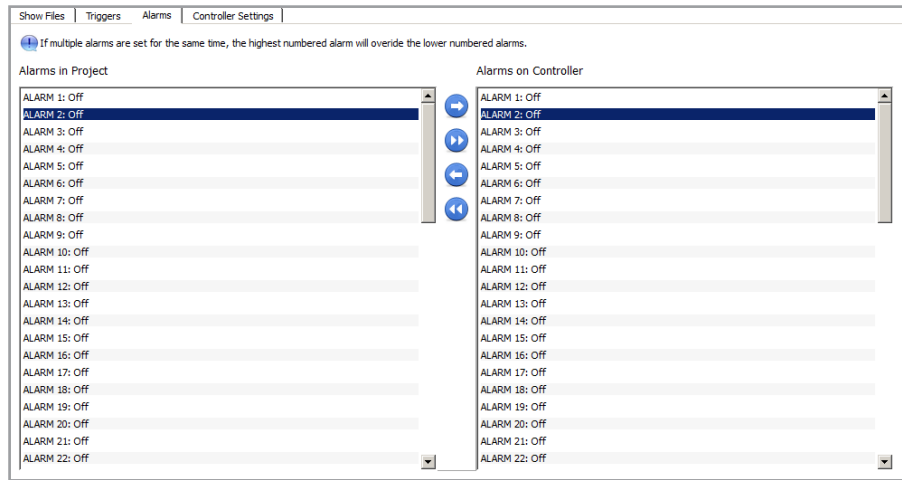 Show Files Triggers Alarms Controller Settings
If multiple alarms are set for the same time, the highest numbered alarm will overide the lower numbered alarms.
Alarms in Project
ALARM 1: Off
ALARM 2: Off
ALARM 3: Off
ALARM 4: Off
ALARM 5: Off
ALARM 6: Off
ALARM 7: Off
ALARM 8: Off
ALARM 9: Off
ALARM 10: Off
ALARM 11: Off
ALARM 12: Off
ALARM 13: Off
ALARM 14: Off
ALARM 15: Off
ALARM 16: Off
ALARM 17: Off
ALARM 18: Off
ALARM 19: Off
ALARM 20: Off
ALARM 21: Off
ALARM 22: Off
Alarms on Controller
ALARM 1: Off
ALARM 2: Off
ALARM 3: Off
ALARM 4: Off
ALARM 5: Off
ALARM 6: Off
ALARM 7: Off
ALARM 8: Off
ALARM 9: Off
ALARM 10: Off
ALARM 11: Off
ALARM 12: Off
ALARM 13: Off
ALARM 14: Off
ALARM 15: Off
ALARM 16: Off
ALARM 17: Off
ALARM 18: Off
ALARM 19: Off
ALARM 20: Off
ALARM 21: Off
ALARM 22: Off